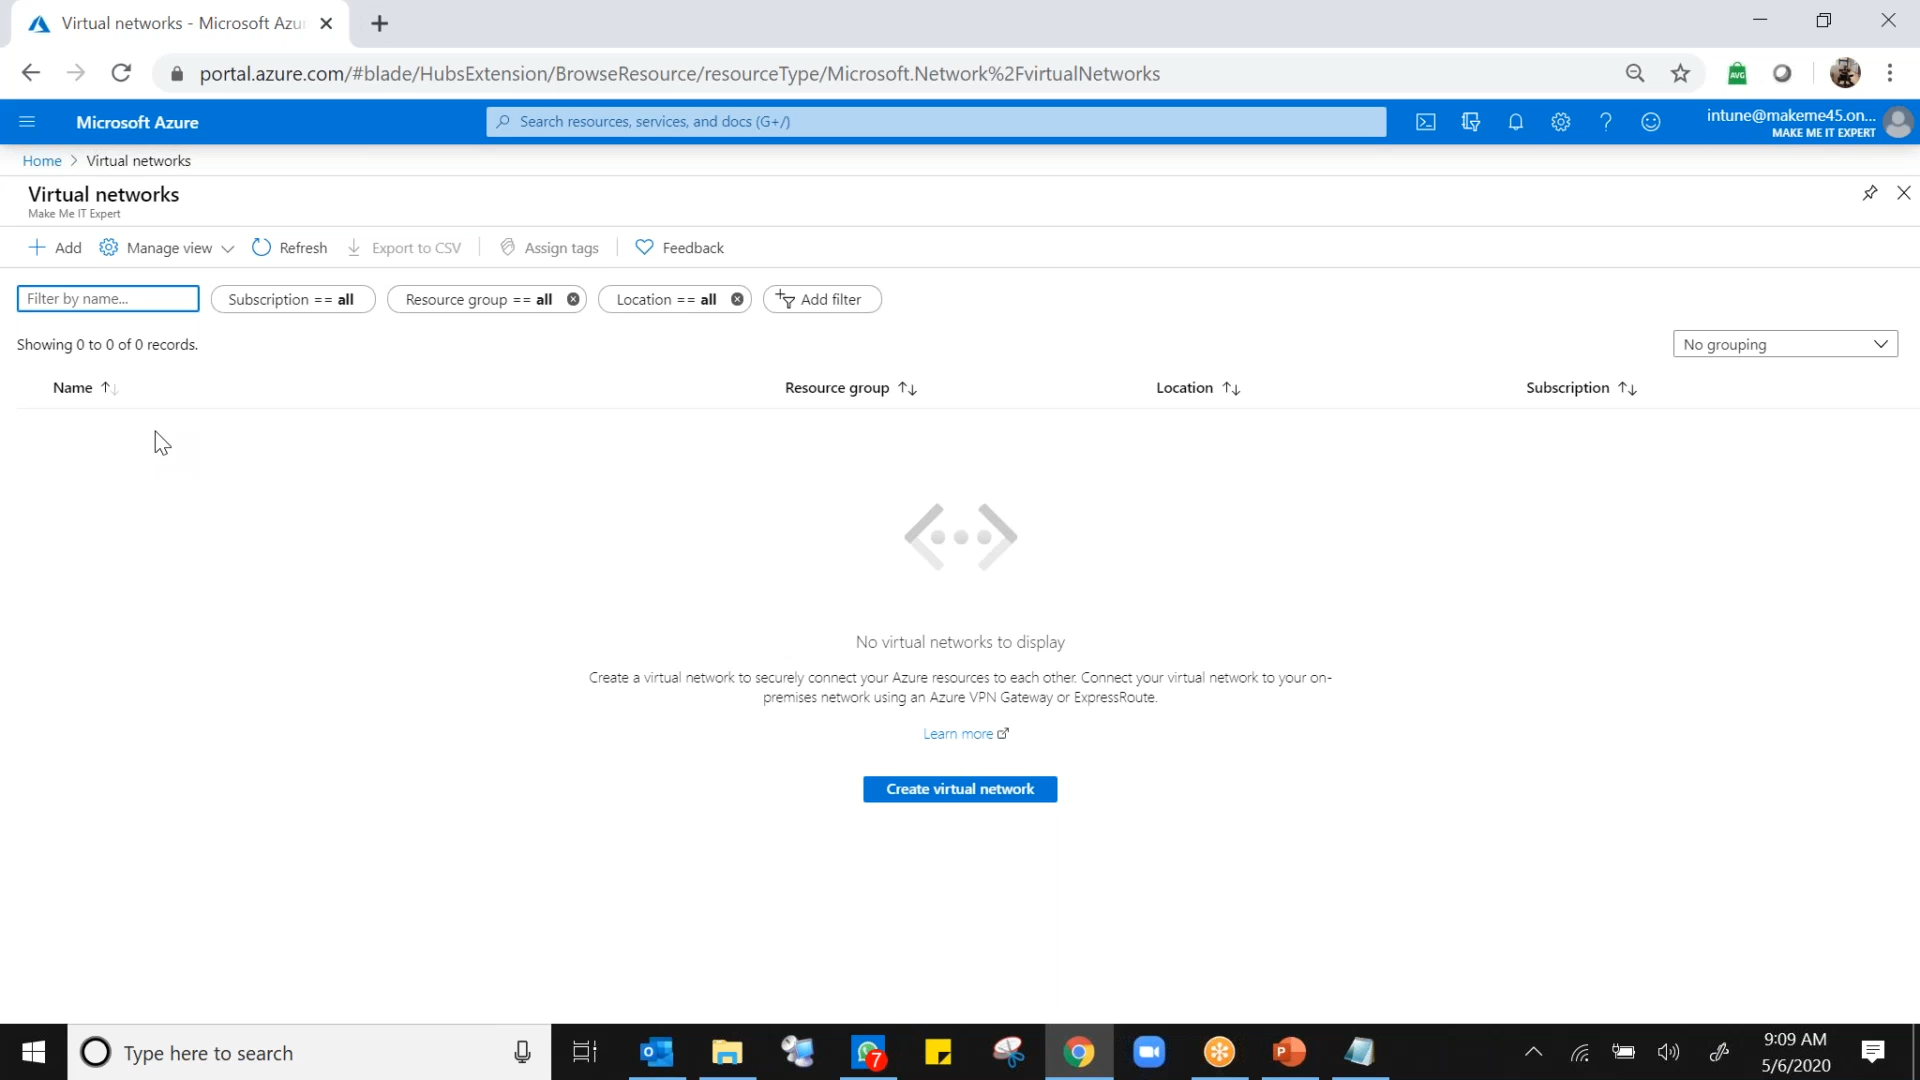 Virtual networks - Microsoft Azu
portal.azure.com/#blade/HubsExtension/BrowseResource/resourceType/Microsoft.Network%2FvirtualNetworks
AVG
Microsoft Azure
Search resources, services, and docs (G+/)
intune@makeme45.on...
MAKE ME IT EXPERT
Home > Virtual networks
Virtual networks
Make Me IT Expert
Add
Manage view
Refresh
Export to CSV
Assign tags
Feedback
Filter by name...
Subscription == all
Resource group == all
Location == all
Add filter
Showing 0 to 0 of 0 records.
No grouping
Name
Resource group
Location
Subscription
No virtual networks to display
Create a virtual network to securely connect your Azure resources to each other. Connect your virtual network to your on-
premises network using an Azure VPN Gateway or ExpressRoute.
Learn more
Create virtual network
Type here to search
7
9:09 AM
5/6/2020